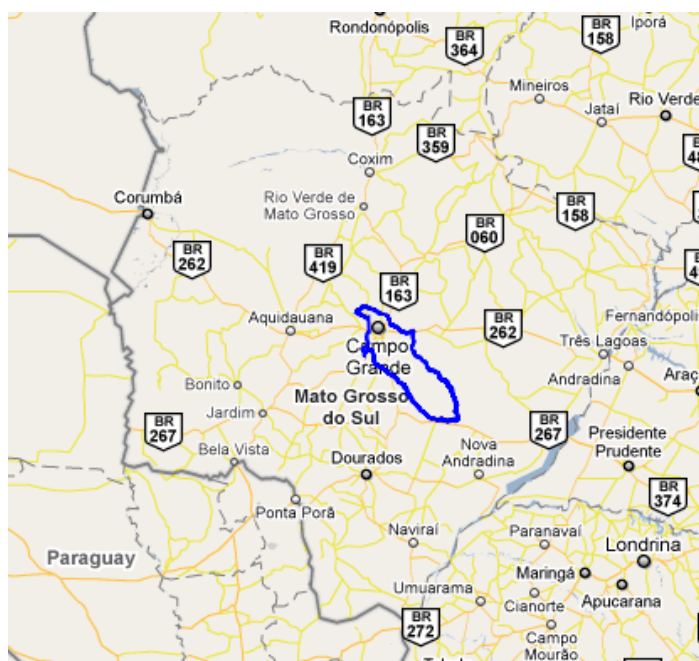 Iporá
Rondonópolis
BR
158
BR
364
Mineiros
Rio Verde
Jataí
BR
163
BR
359
Coxim
Corumbá
Rio Verde de
Mato Grosso
BR
158
BR
060
BR
262
BR
419
BR
163
Aquidauana
BR
262
Fernandópolis
Campo
Grande
Três Lagoas
Andradina
Araç
Bonito
Mato Grosso
do Sul
Jardim
BR
267
BR
267
Bela Vista
Nova
Andradina
Presidente
Prudente
Dourados
BR
374
Ponta Porã
Naviraí
Paranavaí
Londrina
Paraguay
Maringá
Umuarama
Cianorte
Apucarana
BR
272
Campo
Mourão